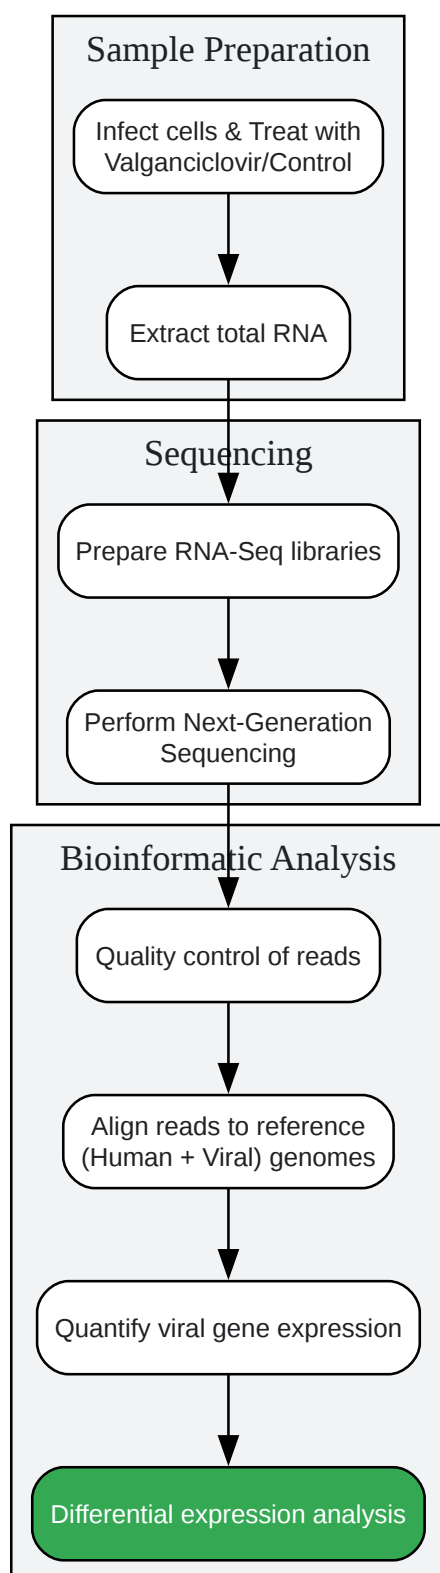 Sample Preparation
Infect cells & Treat with
Valganciclovir/Control
Extract total RNA
Sequencing
Prepare RNA-Seq libraries
Perform Next-Generation
Sequencing
Bioinformatic Analysis
Quality control of reads
Align reads to reference
(Human + Viral) genomes
Quantify viral gene expression
Differential expression analysis